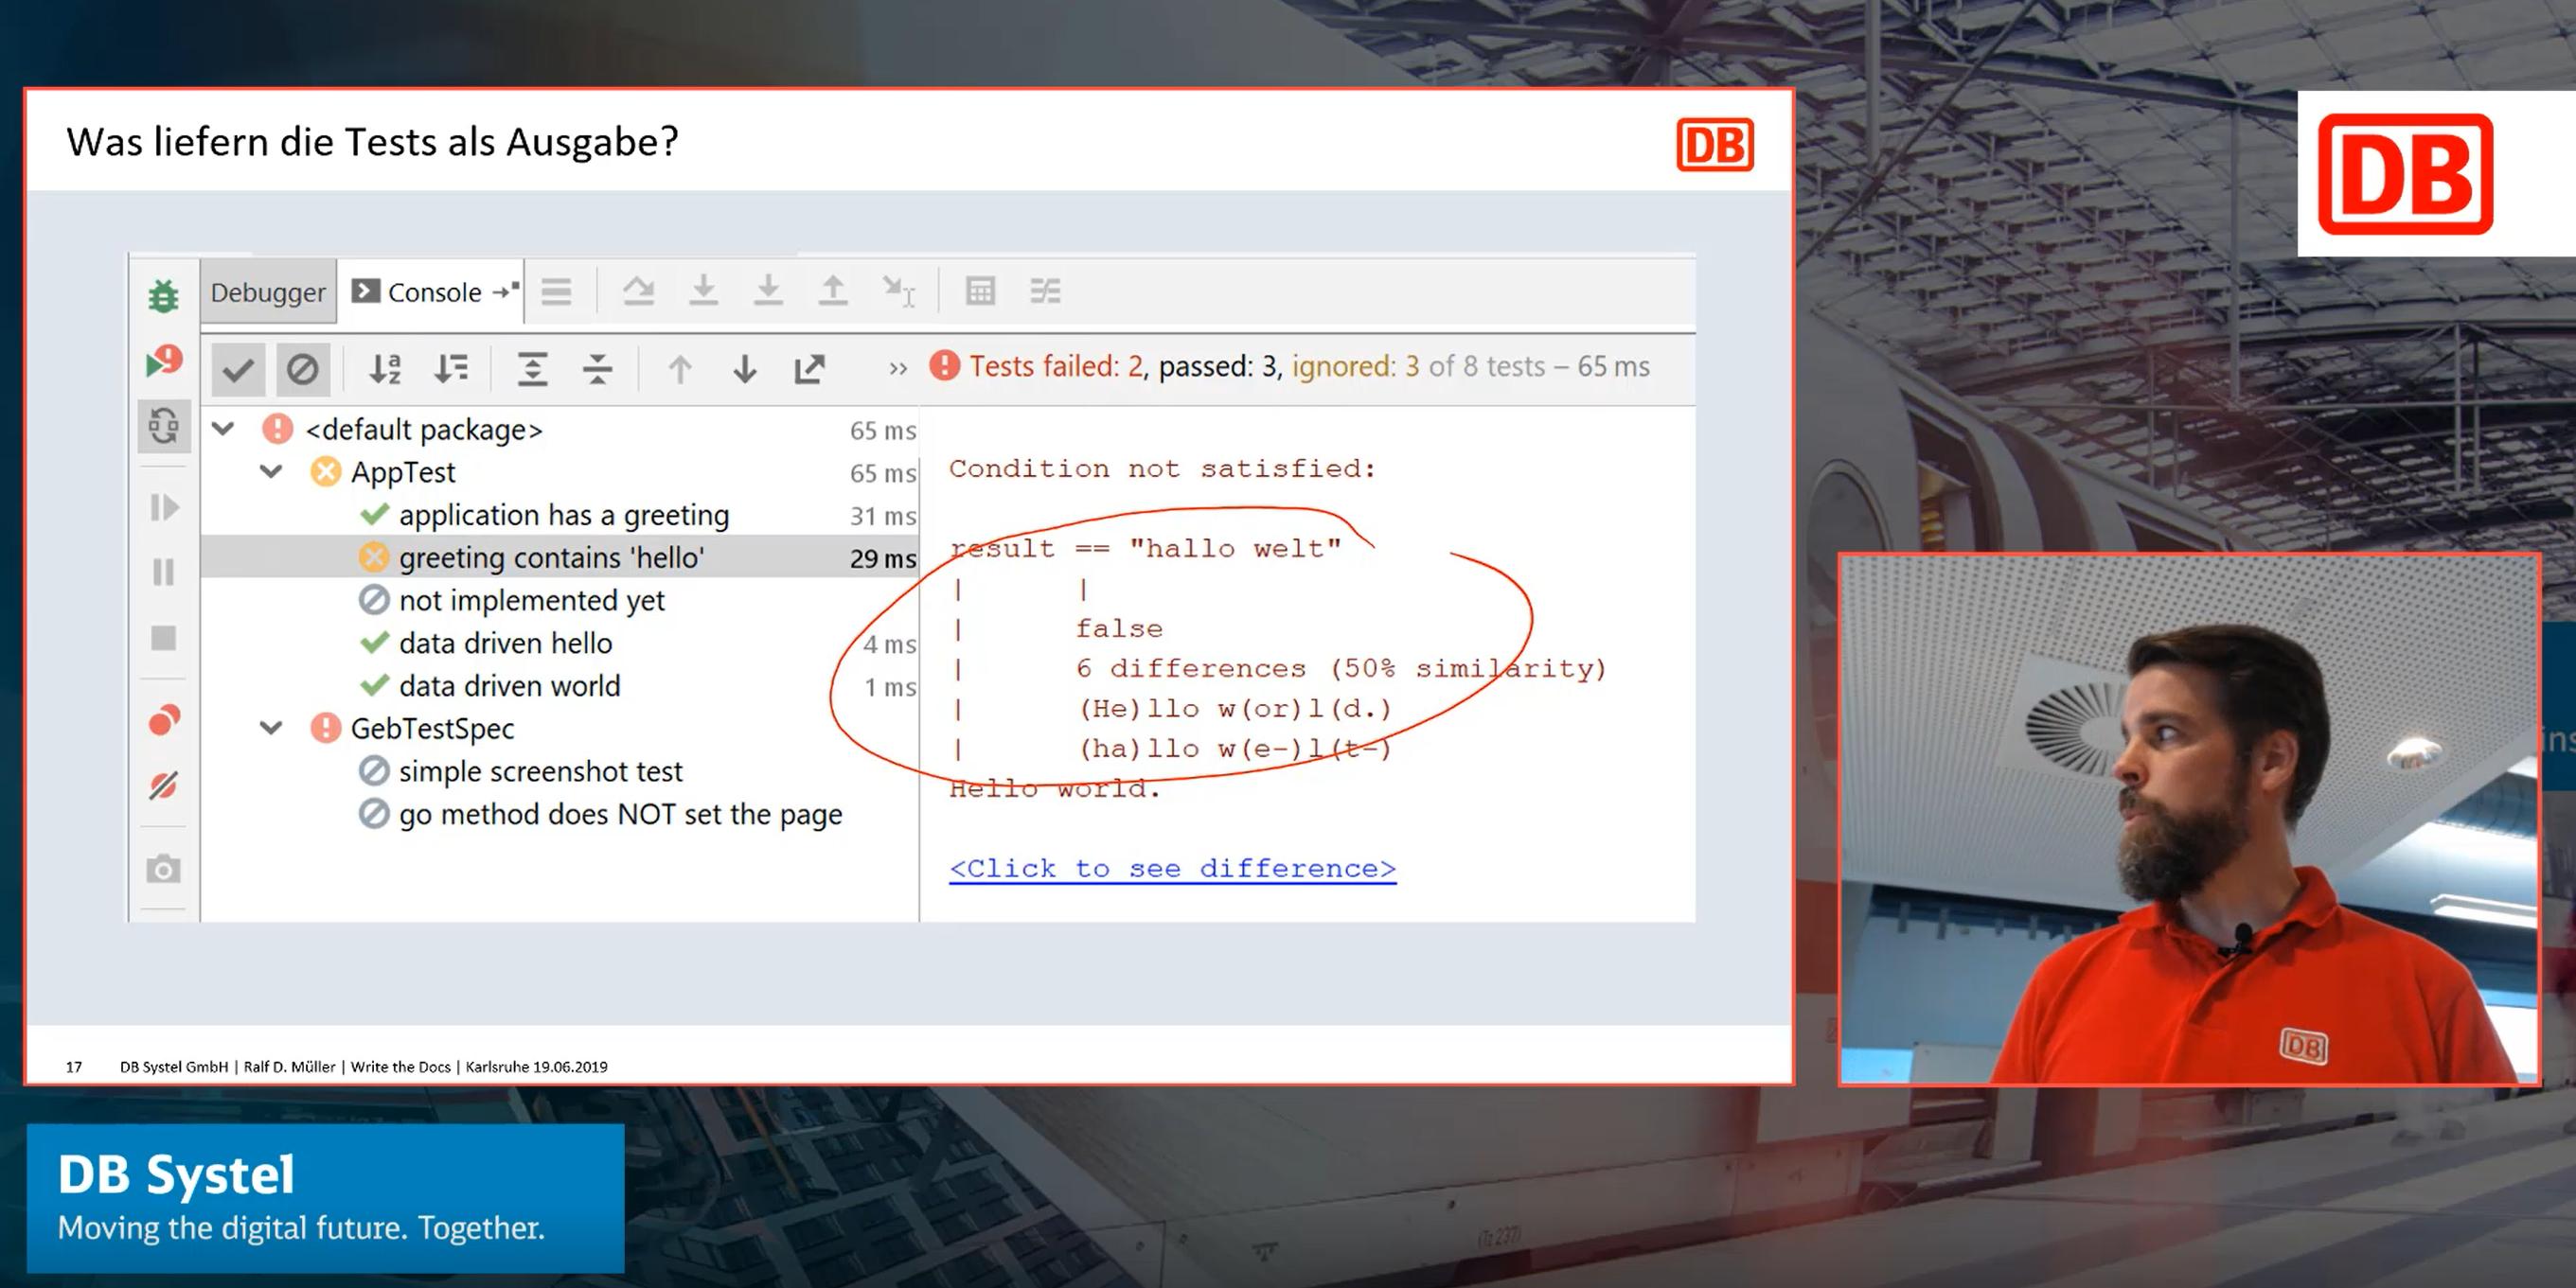 Was liefern die Tests als Ausgabe?
DB
DB
Debugger
Console
Tests failed: 2, passed: 3, ignored: 3 of 8 tests – 65 ms
<default package> 65 ms
AppTest 65 ms
application has a greeting 31 ms
greeting contains 'hello' 29 ms
not implemented yet
data driven hello 4 ms
data driven world 1 ms
GebTestSpec
simple screenshot test
go method does NOT set the page
Condition not satisfied:
result == "hallo welt"
| |
| false
| 6 differences (50% similarity)
| (He)llo w(or)l(d.)
| (ha)llo w(e-)l(t-)
Hello world.
<Click to see difference>
17 DB Systel GmbH | Ralf D. Müller | Write the Docs | Karlsruhe 19.06.2019
DB
DB Systel
Moving the digital future. Together.